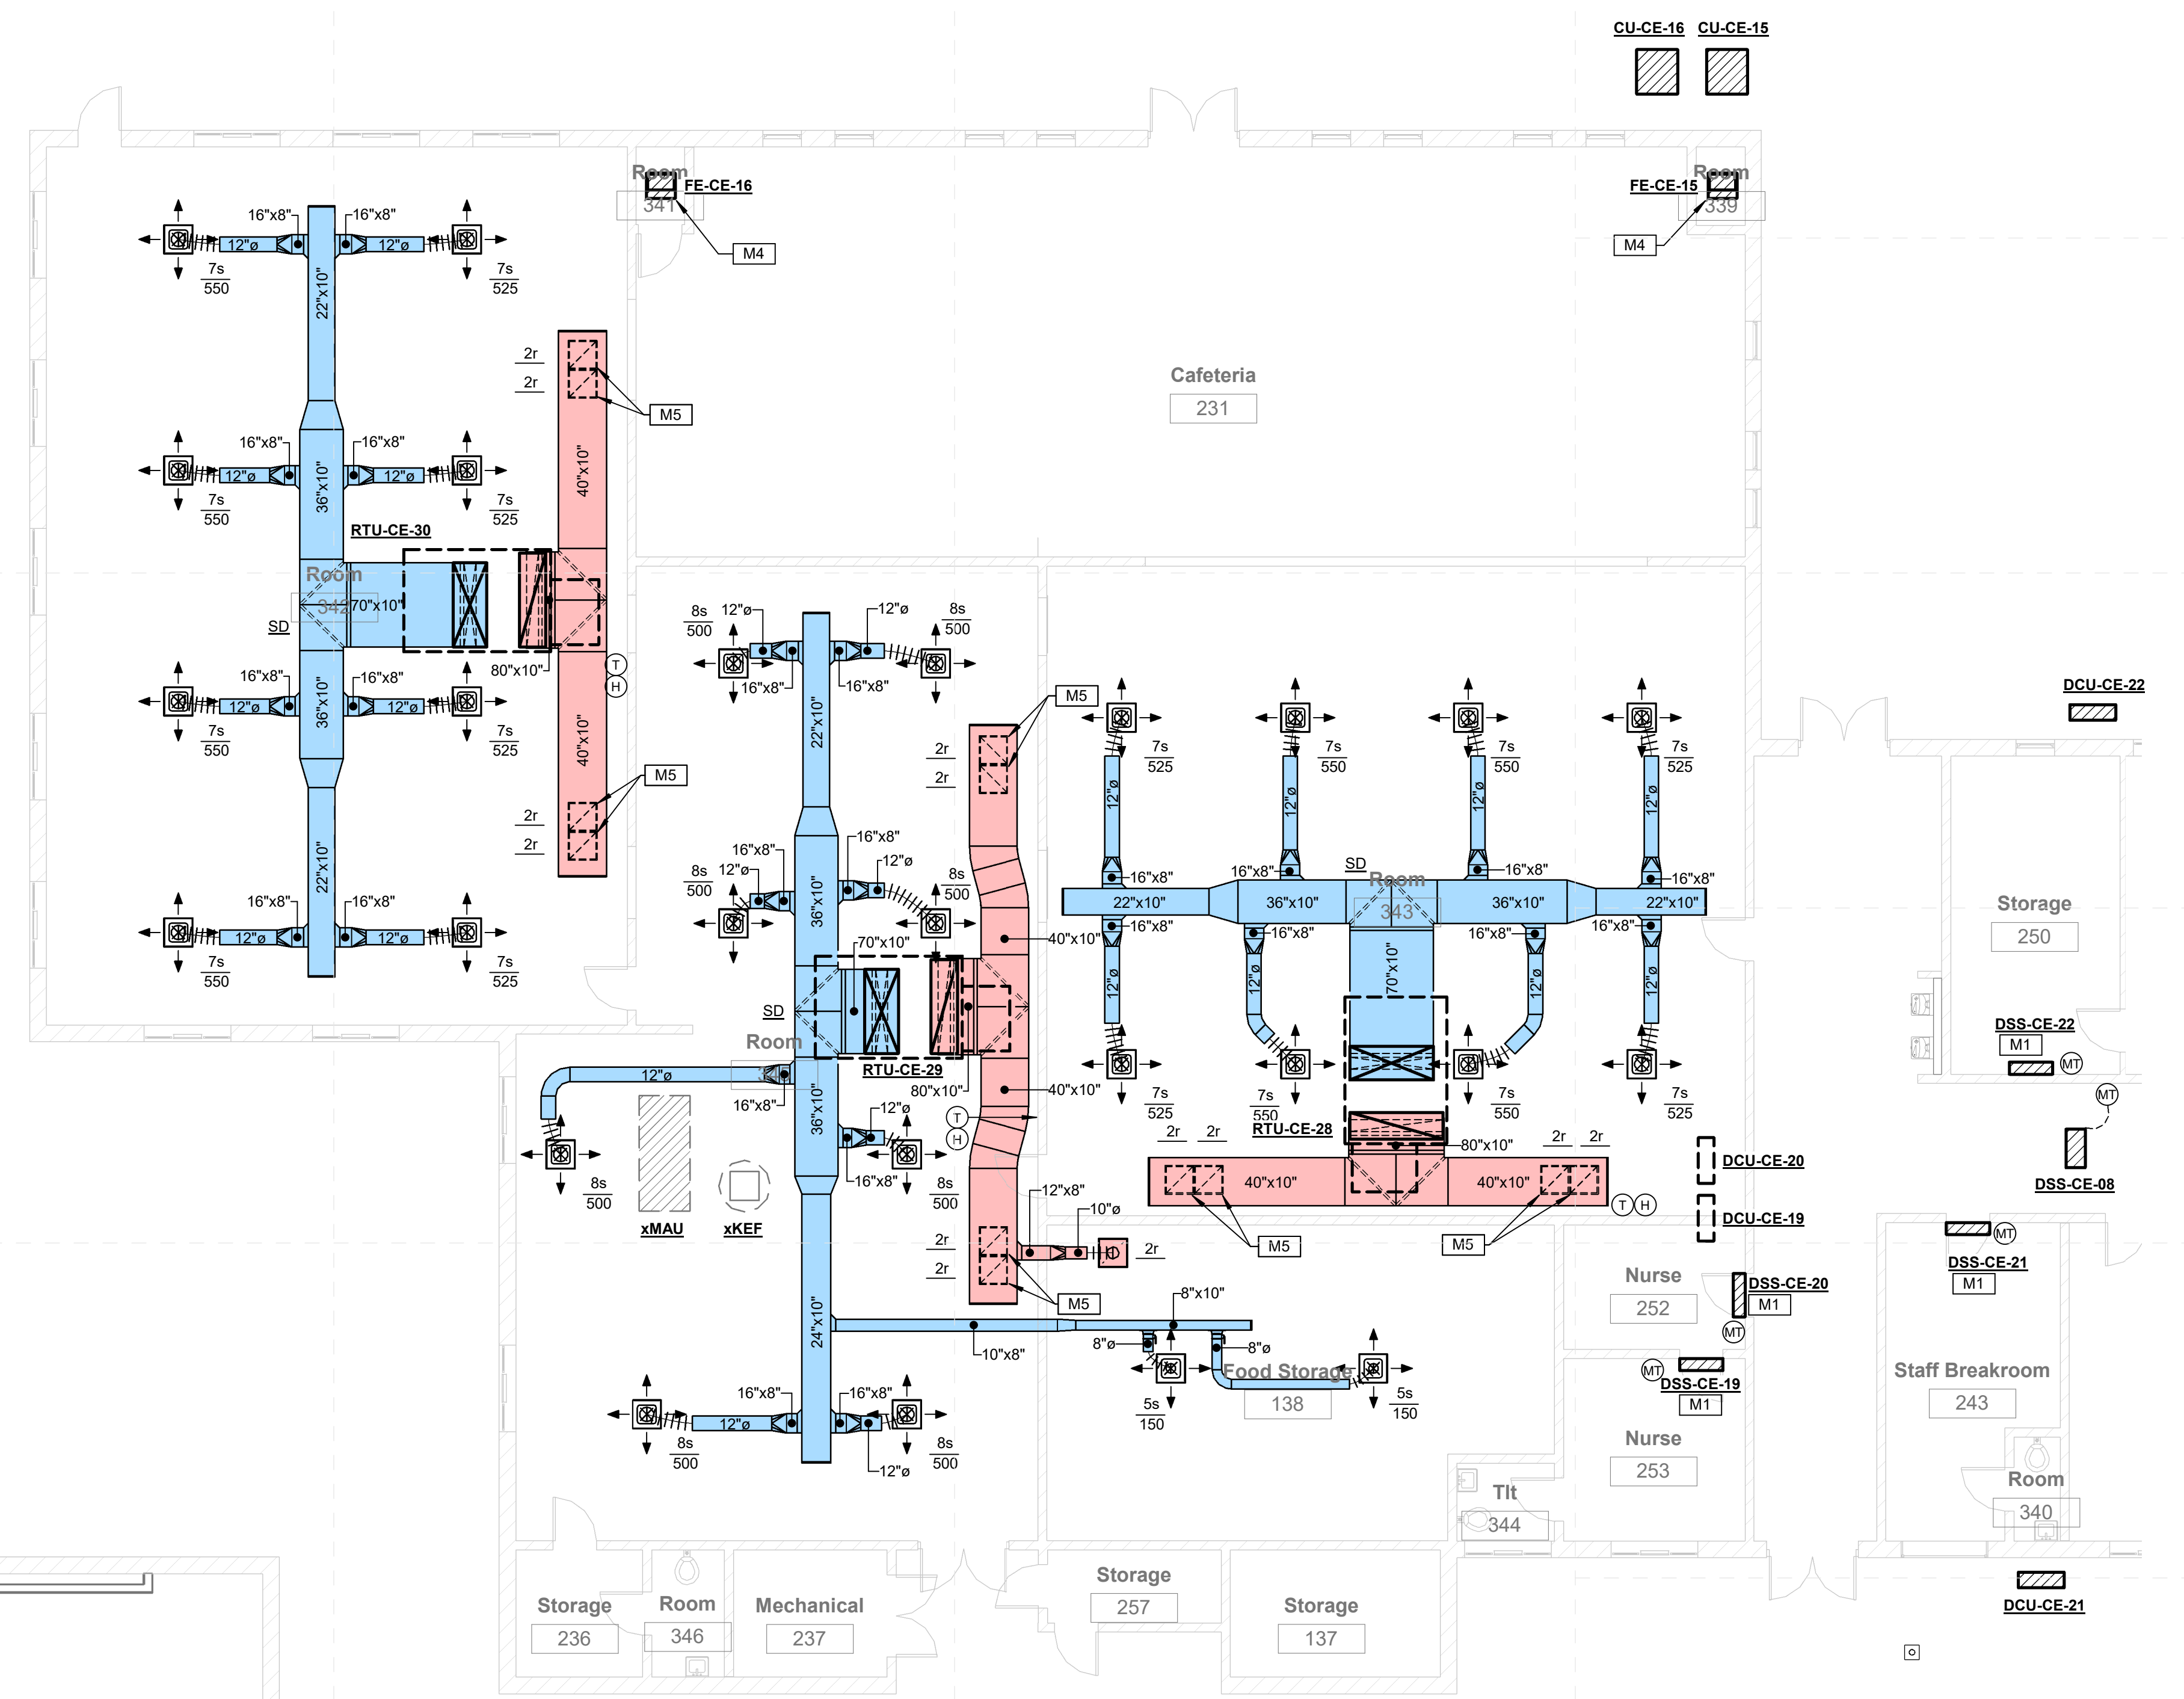 CU-CE-16
CU-CE-15
Room
341
FE-CE-16
M4
FE-CE-15
Room
339
M4
16"x8"
16"x8"
12"ø
12"ø
7s
550
7s
525
22"x10"
2r
2r
M5
40"x10"
Cafeteria
231
16"x8"
16"x8"
12"ø
12"ø
36"x10"
7s
550
7s
525
RTU-CE-30
Room
342
70"x10"
SD
80"x10"
T
H
16"x8"
16"x8"
12"ø
12"ø
36"x10"
7s
550
7s
525
40"x10"
M5
2r
2r
22"x10"
16"x8"
16"x8"
12"ø
12"ø
7s
550
7s
525
8s
500
12"ø
12"ø
8s
500
16"x8"
16"x8"
22"x10"
M5
2r
2r
16"x8"
16"x8"
8s
500
12"ø
12"ø
8s
500
36"x10"
40"x10"
70"x10"
SD
Room
RTU-CE-29
80"x10"
40"x10"
12"ø
16"x8"
36"x10"
T
H
12"ø
16"x8"
8s
500
8s
500
xMAU
xKEF
12"x8"
10"ø
2r
2r
2r
M5
24"x10"
10"x8"
8"x10"
8"ø
8"ø
Food Storage
138
5s
150
5s
150
16"x8"
16"x8"
12"ø
12"ø
8s
500
8s
500
7s
525
7s
550
7s
550
7s
525
12"ø
12"ø
12"ø
12"ø
16"x8"
16"x8"
SD
16"x8"
16"x8"
Room
343
22"x10"
36"x10"
36"x10"
22"x10"
16"x8"
16"x8"
16"x8"
16"x8"
12"ø
12"ø
70"x10"
12"ø
12"ø
7s
525
7s
550
7s
550
7s
525
RTU-CE-28
2r
2r
80"x10"
2r
2r
40"x10"
40"x10"
T
H
M5
M5
DCU-CE-22
Storage
250
DSS-CE-22
M1
MT
MT
DSS-CE-08
DCU-CE-20
DCU-CE-19
MT
DSS-CE-21
M1
Nurse
252
DSS-CE-20
M1
MT
MT
DSS-CE-19
M1
Staff Breakroom
243
Nurse
253
Tlt
344
Room
340
Storage
236
Room
346
Mechanical
237
Storage
257
Storage
137
DCU-CE-21